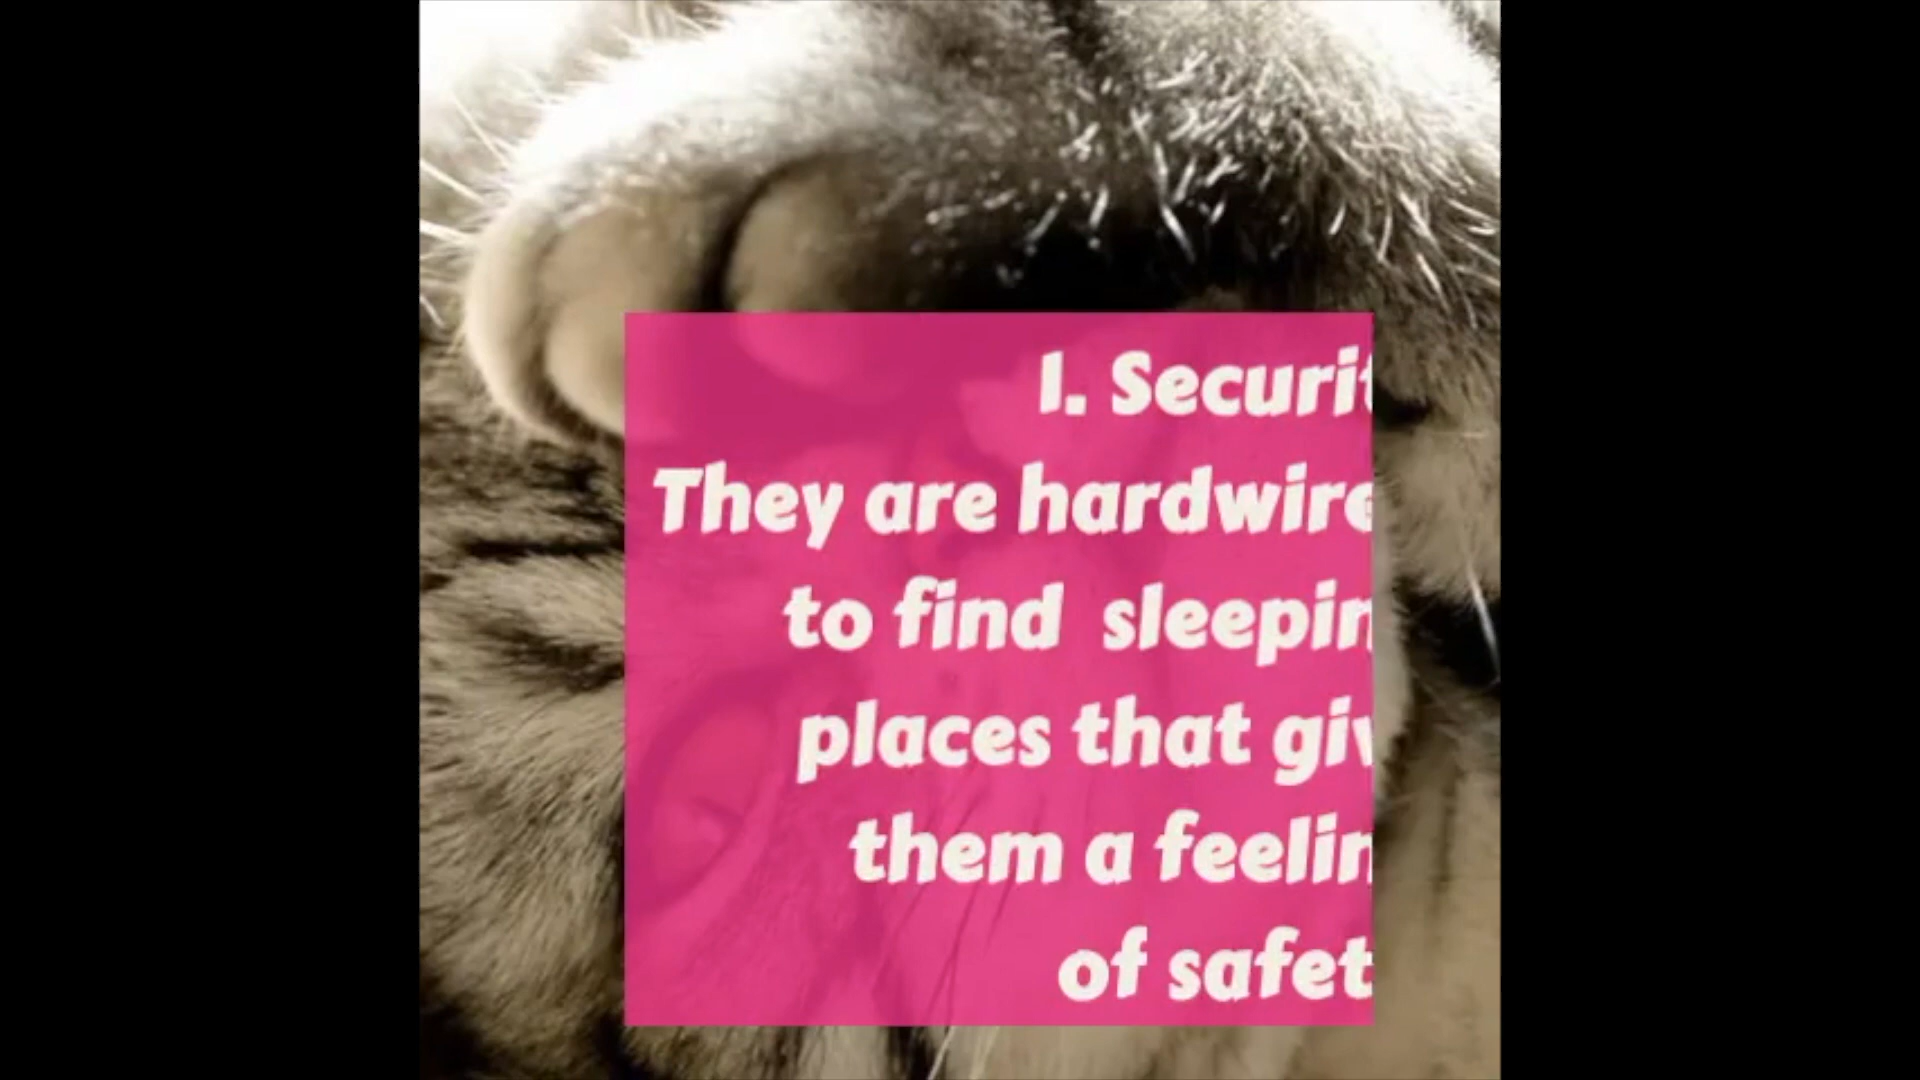 1. Securit
They are hardwire
to find sleepin
places that giv
them a feelin
of safet